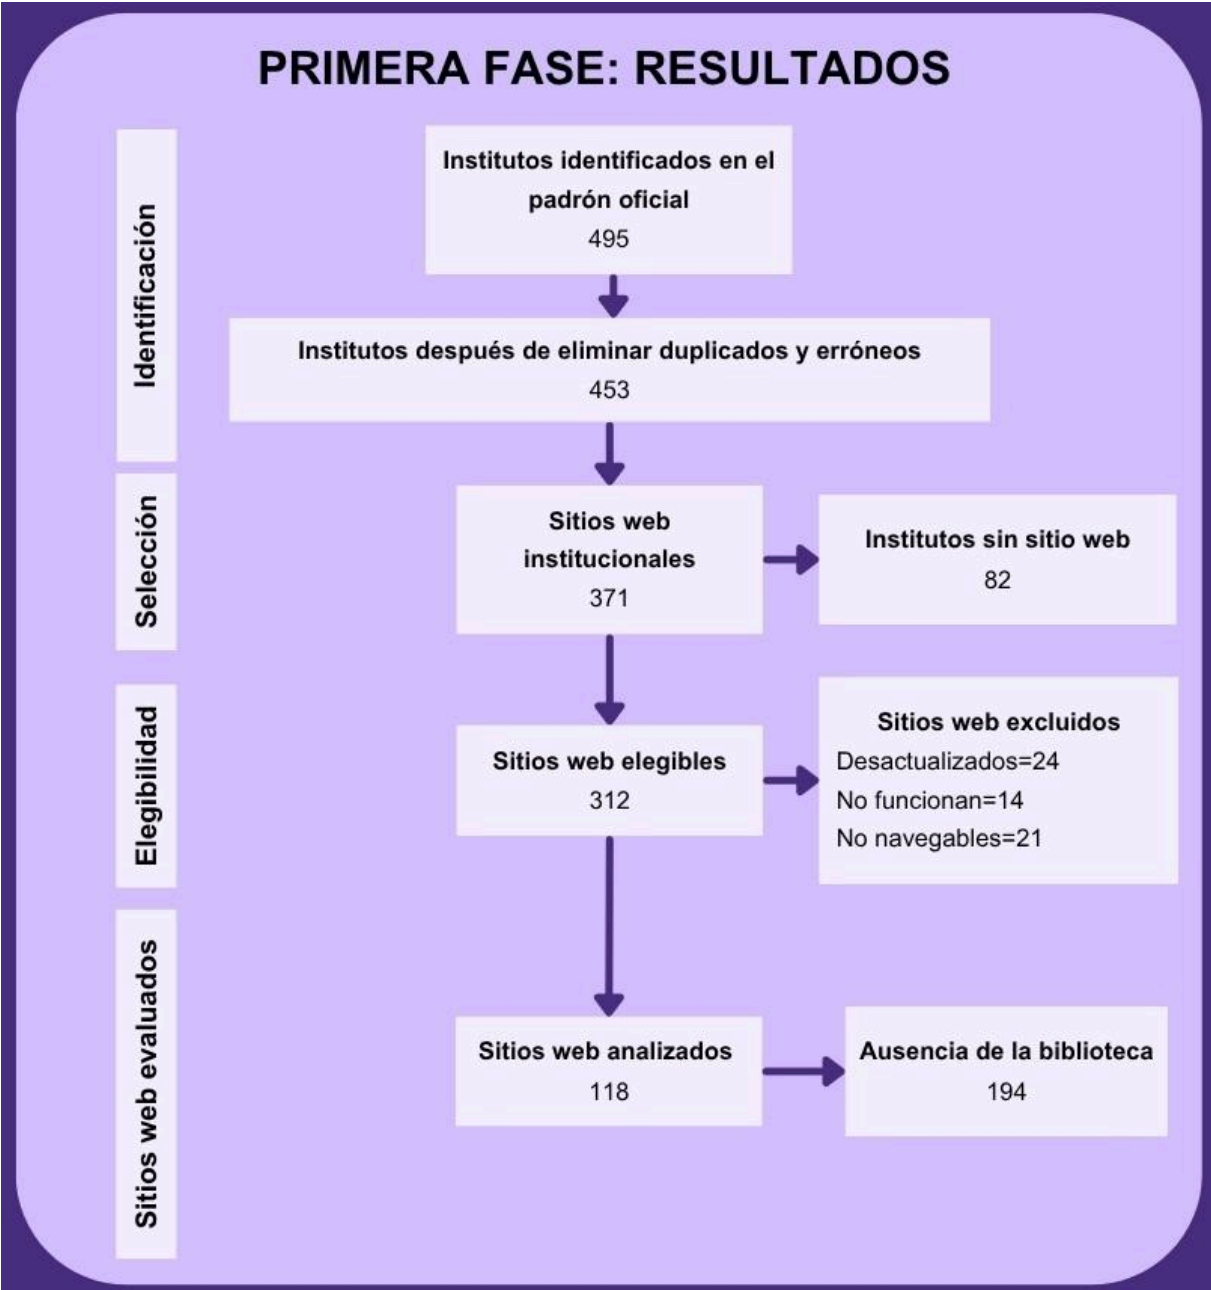 PRIMERA FASE: RESULTADOS
Identificación
Institutos identificados en el
padrón oficial
495
Institutos después de eliminar duplicados y erróneos
453
Selección
Sitios web
institucionales
371
Institutos sin sitio web
82
Elegibilidad
Sitios web elegibles
312
Sitios web excluidos
Desactualizados=24
No funcionan=14
No navegables=21
Sitios web evaluados
Sitios web analizados
118
Ausencia de la biblioteca
194